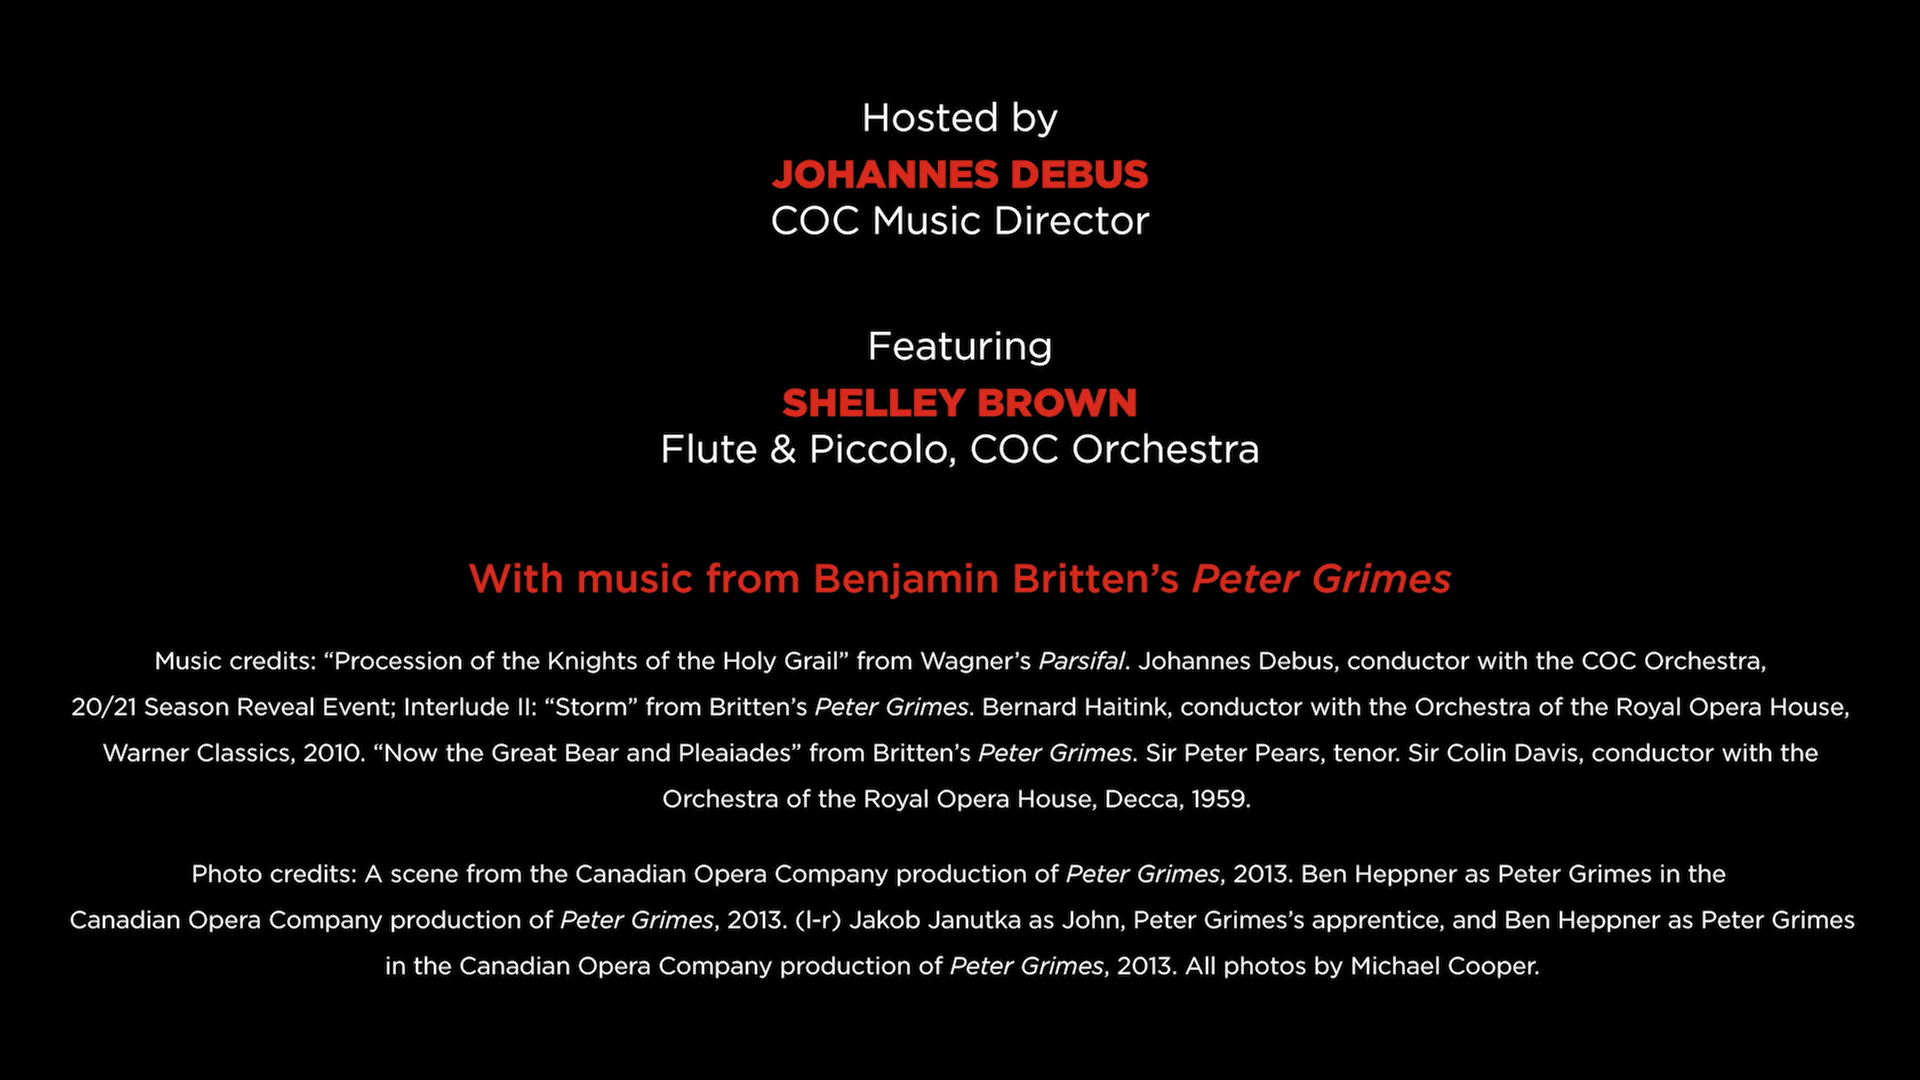 Hosted by
JOHANNES DEBUS
COC Music Director
Featuring
SHELLEY BROWN
Flute & Piccolo, COC Orchestra
With music from Benjamin Britten’s Peter Grimes
Music credits: “Procession of the Knights of the Holy Grail” from Wagner’s Parsifal. Johannes Debus, conductor with the COC Orchestra,
20/21 Season Reveal Event; Interlude II: “Storm” from Britten’s Peter Grimes. Bernard Haitink, conductor with the Orchestra of the Royal Opera House,
Warner Classics, 2010. “Now the Great Bear and Pleaiades” from Britten’s Peter Grimes. Sir Peter Pears, tenor. Sir Colin Davis, conductor with the
Orchestra of the Royal Opera House, Decca, 1959.
Photo credits: A scene from the Canadian Opera Company production of Peter Grimes, 2013. Ben Heppner as Peter Grimes in the
Canadian Opera Company production of Peter Grimes, 2013. (l-r) Jakob Janutka as John, Peter Grimes’s apprentice, and Ben Heppner as Peter Grimes
in the Canadian Opera Company production of Peter Grimes, 2013. All photos by Michael Cooper.